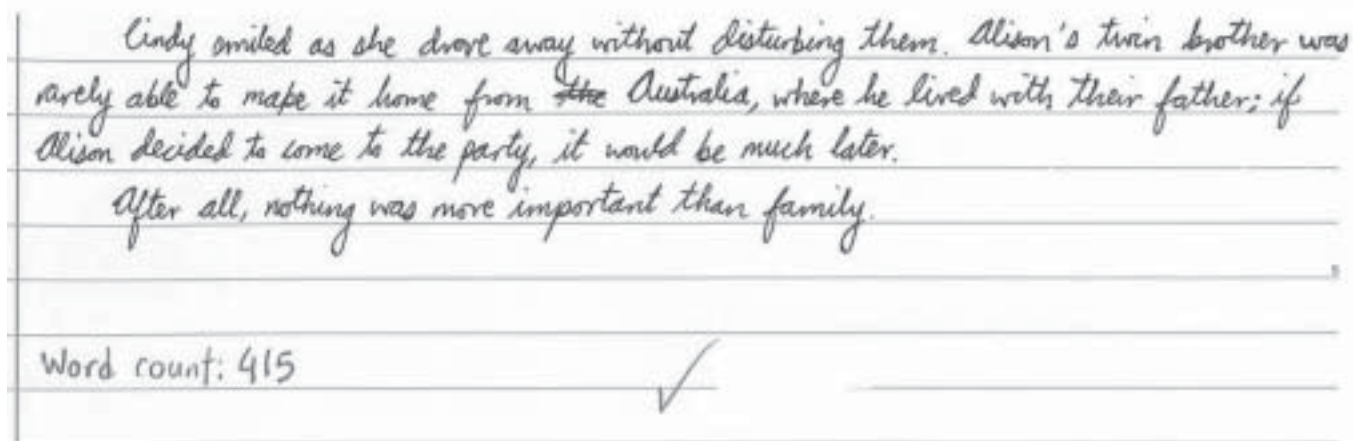 Cindy smiled as she drove away without disturbing them. Alison's twin brother was
rarely able to make it home from the Australia, where he lived with their father; if
Alison decided to come to the party, it would be much later.
After all, nothing was more important than family.
Word count: 415